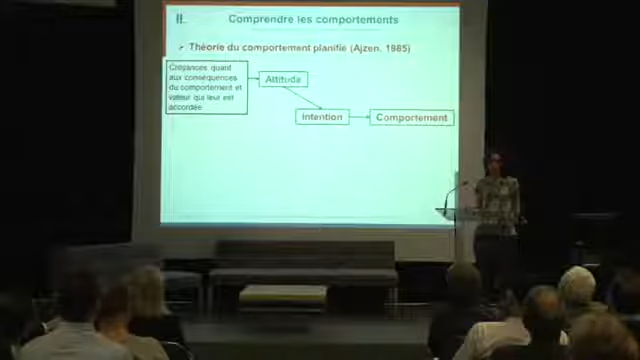 II. Comprendre les comportements
➢ Théorie du comportement planifié (Ajzen, 1985)
Croyances quant
aux conséquences
du comportement et
valeur qui leur est
accordée
Attitude
Intention
Comportement